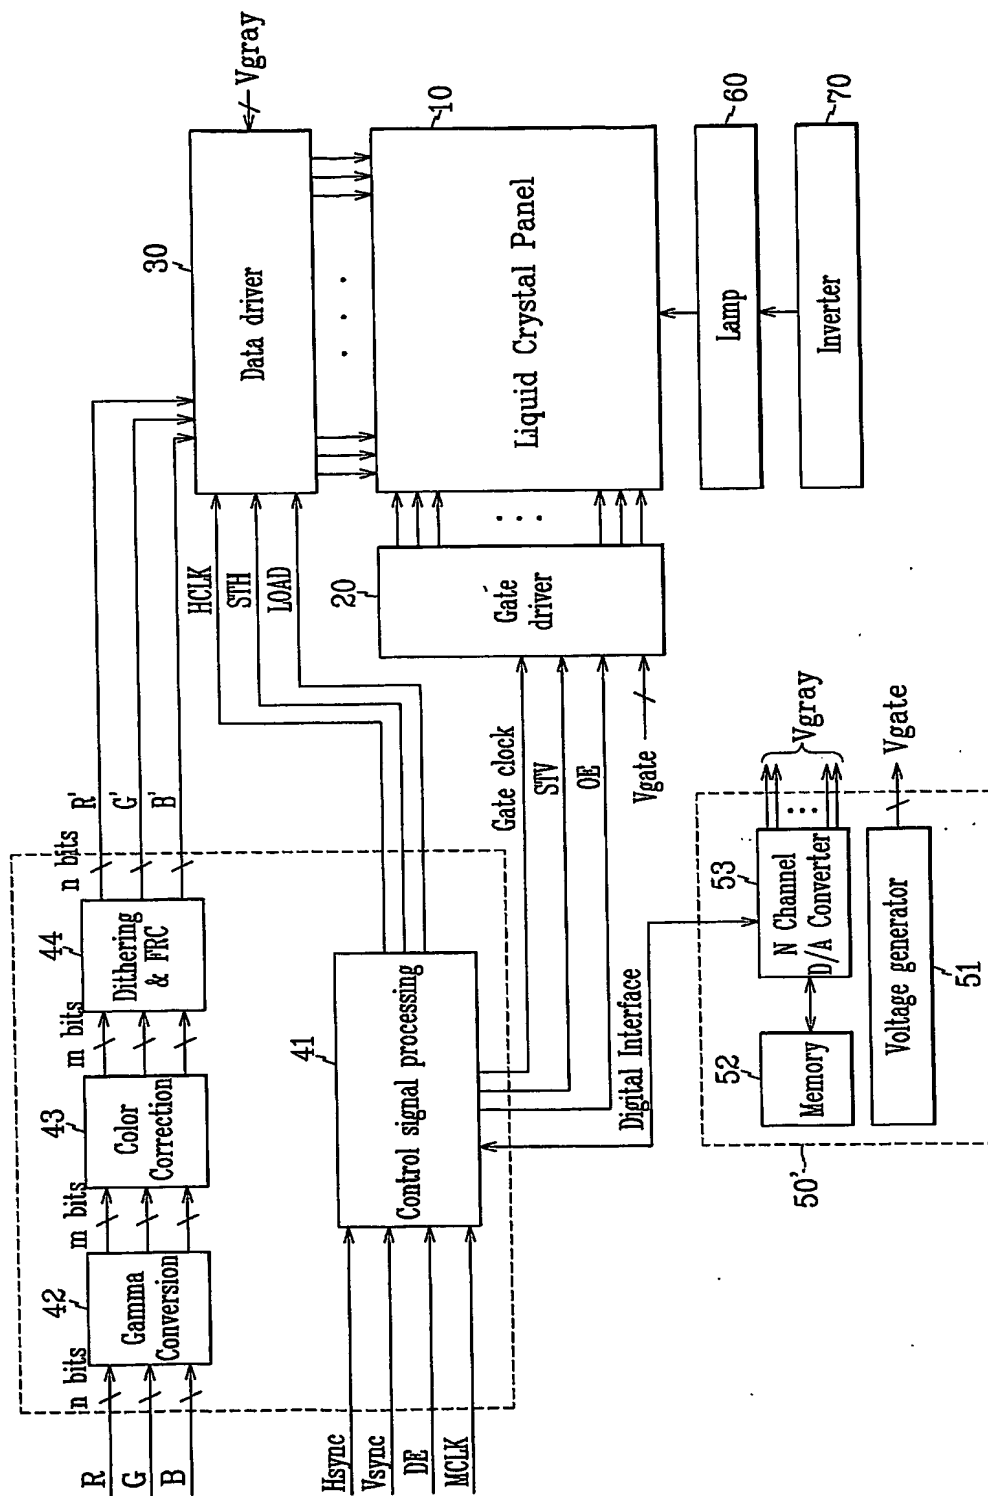 R
G
B
n bits
42
Gamma
Conversion
m bits
43
Color
Correction
m bits
44
Dithering
& FRC
n bits
R'
G'
B'
30
Data driver
Vgray
Hsync
Vsync
DE
MCLK
41
Control signal processing
HCLK
STH
LOAD
Gate clock
STV
OE
Vgate
20
Gate
driver
10
Liquid Crystal Panel
60
Lamp
70
Inverter
Digital Interface
50'
52
Memory
53
N Channel
D/A Converter
Vgray
51
Voltage generator
Vgate